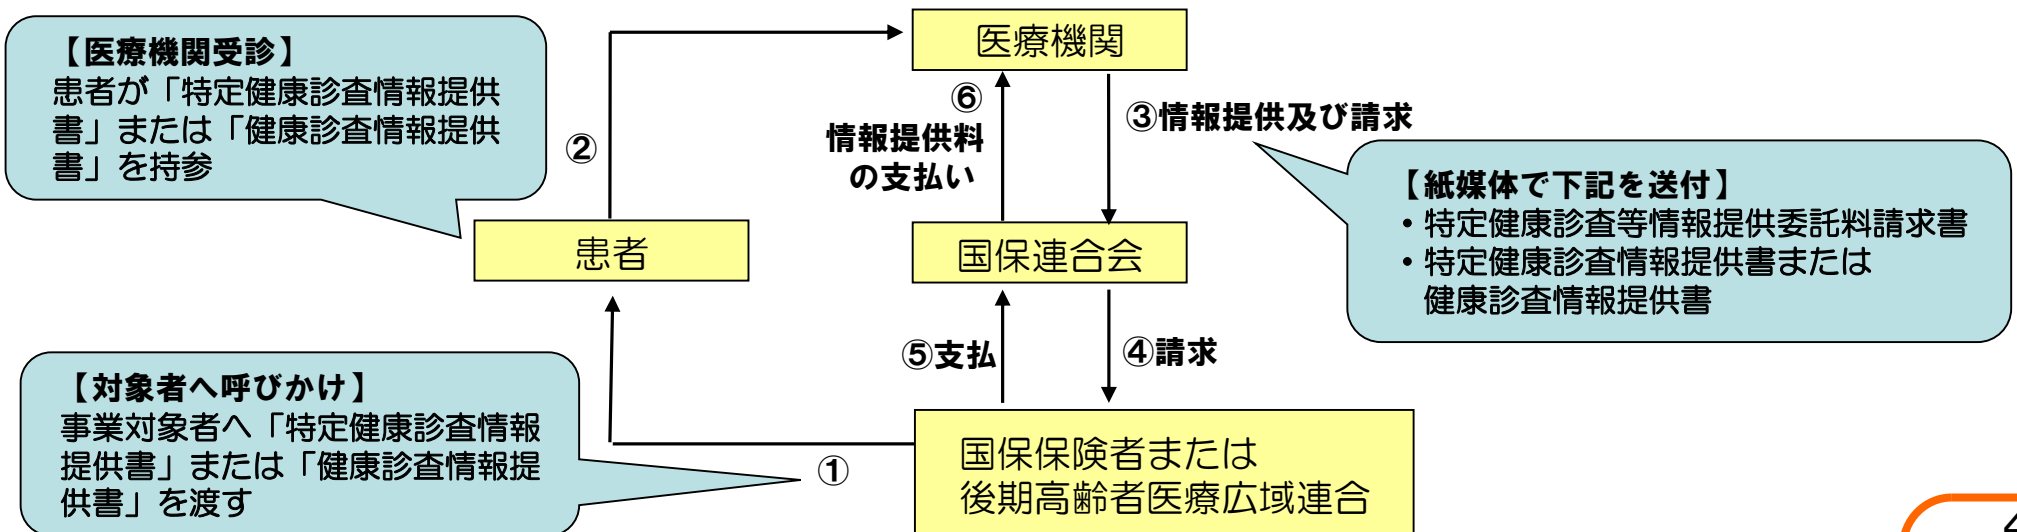 【医療機関受診】
患者が「特定健康診査情報提供
書」または「健康診査情報提供
書」を持参
医療機関
②
⑥
情報提供料
の支払い
③情報提供及び請求
【紙媒体で下記を送付】
・特定健康診査等情報提供委託料請求書
・特定健康診査情報提供書または
健康診査情報提供書
患者
国保連合会
⑤支払
④請求
【対象者へ呼びかけ】
事業対象者へ「特定健康診査情報
提供書」または「健康診査情報提
供書」を渡す
①
国保保険者または
後期高齢者医療広域連合